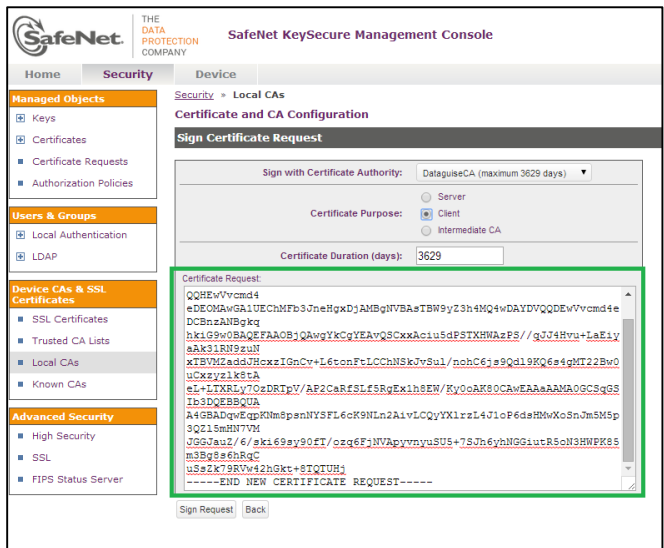 SafeNet.
THE
DATA
PROTECTION
COMPANY
SafeNet KeySecure Management Console
Home Security Device
Managed Objects
Keys
Certificates
Certificate Requests
Authorization Policies
Users & Groups
Local Authentication
LDAP
Device CAs & SSL
Certificates
SSL Certificates
Trusted CA Lists
Local CAs
Known CAs
Advanced Security
High Security
SSL
FIPS Status Server
Security » Local CAs
Certificate and CA Configuration
Sign Certificate Request
Sign with Certificate Authority: DataguiseCA (maximum 3629 days)
Certificate Purpose:
Server
Client
Intermediate CA
Certificate Duration (days): 3629
Certificate Request:
QQHEwVvcmd4
eDEOMAwGA1UEChMFb3JneHgxDjAMBgNVBAsTBW9yZ3h4MQ4wDAYDVQQDEwVvcmd4e
DCBnzANBgkq
hkiG9w0BAQEFAAOBjQAwgYkCgYEAvQSCxxAciu5dPSTXHWAzPS//gJJ4Hvu+LaEiy
aAk31RN9zuN
xTBVMZaddJHoxzIGnCv+L6tonFtLCChNSkJvSul/nohC6js9Qdl9KQ6s4gMT22Bw0
uCxzyzlk8tA
eL+LTXRLy7OzDRTpV/AP2CaRfSLf5RgExlh8EW/Ky0oAK80CAwEAAaAAMA0GCSqGS
Ib3DQEBBQUA
A4GBADqwEqpKNm8psnNYSFL6cK9NLn2AivLCQyYXlrzL4J1oP6dsHMwXoSnJm5M5p
3QZl5mHN7VM
JGGJauZ/6/ski69sy90fT/ozq6FjNVApyvnyuSU5+7SJh6yhNGGiutR5oN3HWPK85
m3Bg8s6hRqC
uSsZk79RVw42hGkt+8TQTUHj
-----END NEW CERTIFICATE REQUEST-----
Sign Request Back